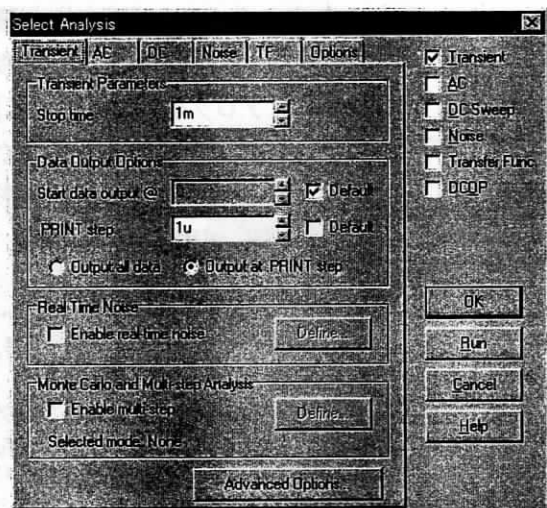 Select Analysis
Transient AC DC Noise TF Options
Transient Parameters
Stop time 1m
Data Output Options
Start data output @ Default
.PRINT step 1u Default
Output all data Output at .PRINT step
Real Time Noise
Enable real-time noise Define...
Monte Carlo and Multi-step Analysis
Enable multi-step Define...
Selected mode: None
Advanced Options...
Transient
AC
DC Sweep
Noise
Transfer Func
DCOP
OK
Run
Cancel
Help